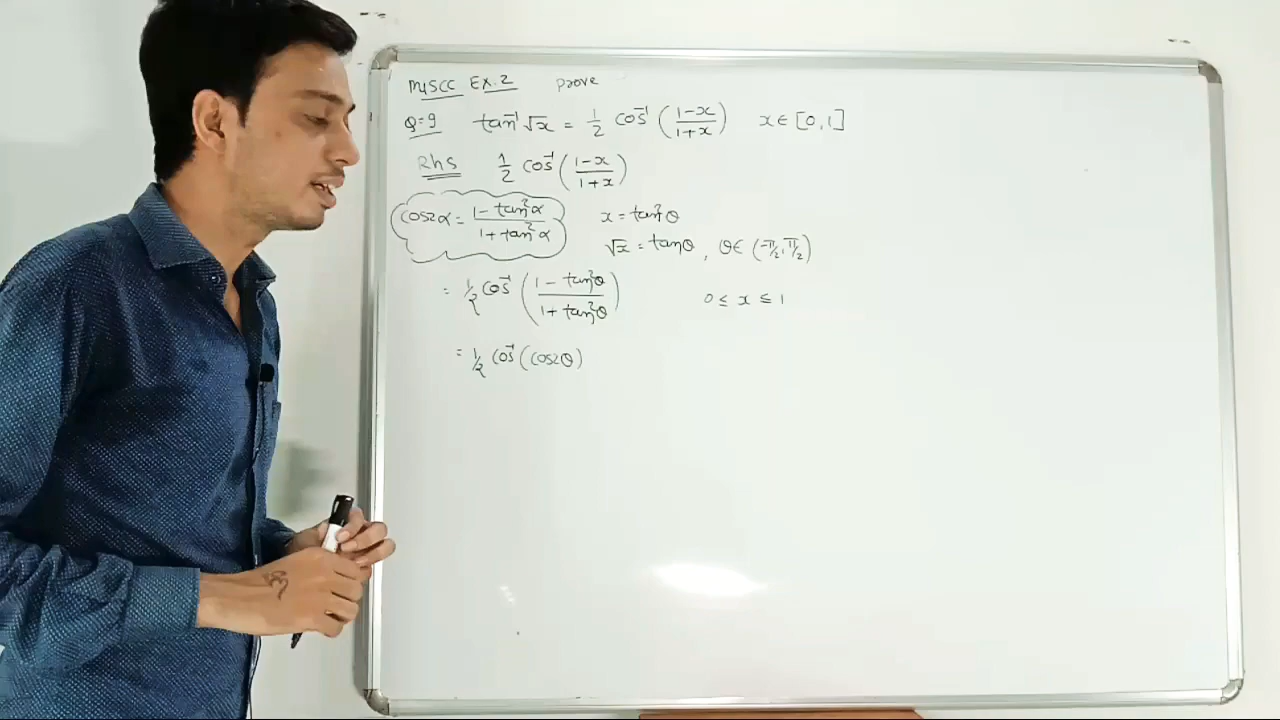 Miscc Ex.2 Prove
Q=9 tan⁻¹√x = 1/2 cos⁻¹((1-x)/(1+x)) x∈[0,1]
Rhs 1/2 cos⁻¹((1-x)/(1+x))
cos2α = (1-tan²α)/(1+tan²α) x = tan²θ
√x = tanθ, θ∈(-π/2, π/2)
= 1/2 cos⁻¹((1-tan²θ)/(1+tan²θ)) 0 ≤ x ≤ 1
= 1/2 cos⁻¹(cos2θ)